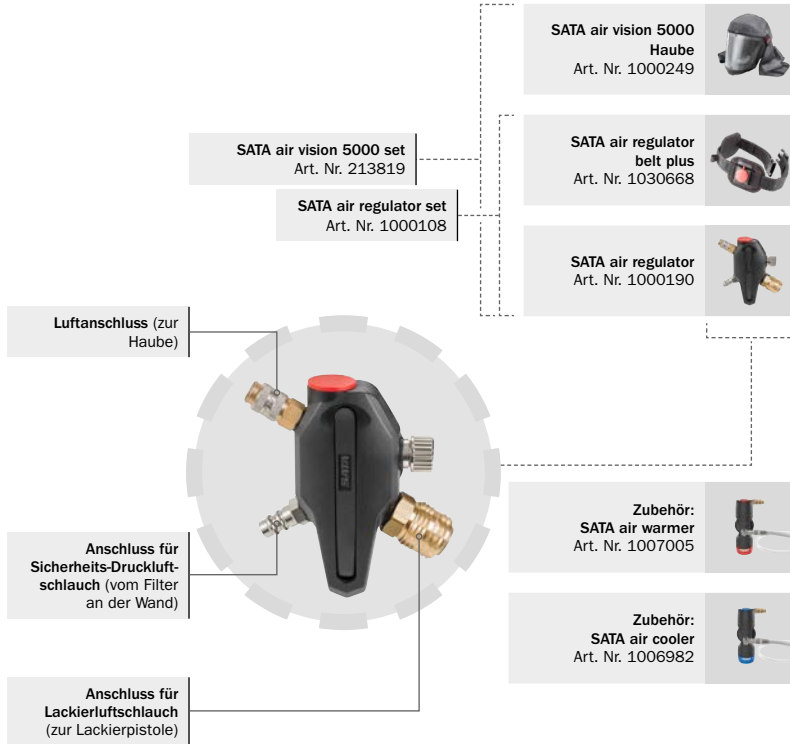 SATA air vision 5000
Haube
Art. Nr. 1000249
SATA air vision 5000 set
Art. Nr. 213819
SATA air regulator
belt plus
Art. Nr. 1030668
SATA air regulator set
Art. Nr. 1000108
SATA air regulator
Art. Nr. 1000190
Luftanschluss (zur
Haube)
SATA
Anschluss für
Sicherheits-Druckluft-
schlauch (vom Filter
an der Wand)
Zubehör:
SATA air warmer
Art. Nr. 1007005
Zubehör:
SATA air cooler
Art. Nr. 1006982
Anschluss für
Lackierluftschlauch
(zur Lackierpistole)